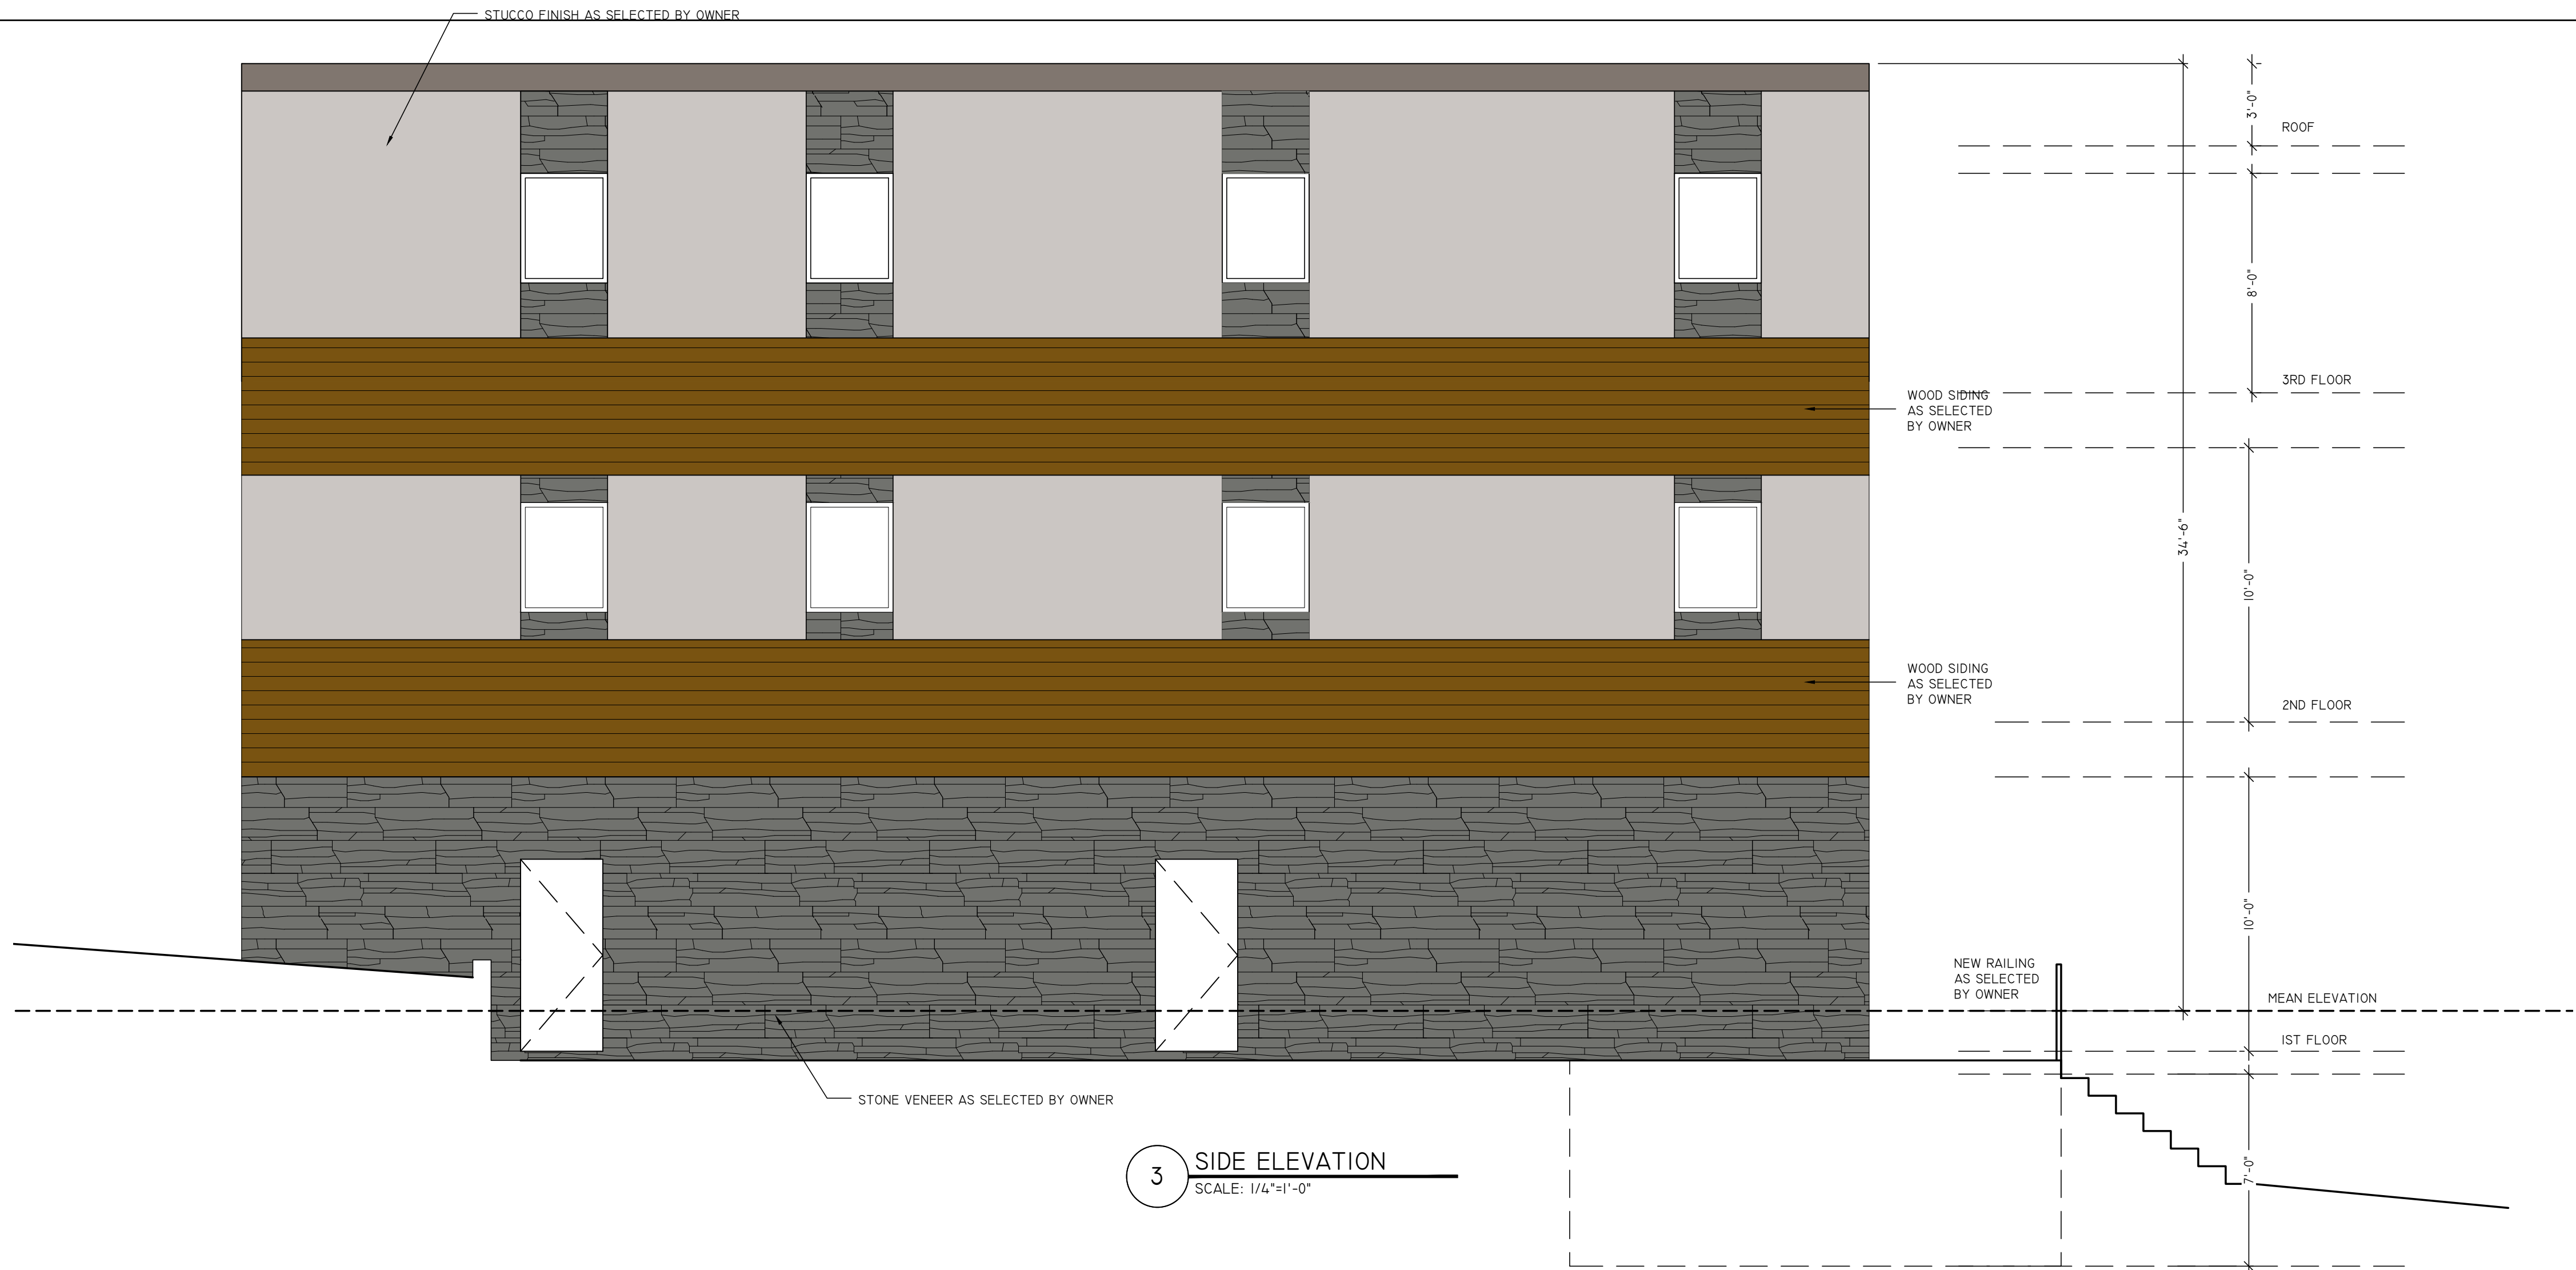 STUCCO FINISH AS SELECTED BY OWNER
3'-0"
ROOF
8'-0"
3RD FLOOR
WOOD SIDING
AS SELECTED
BY OWNER
34'-6"
10'-0"
WOOD SIDING
AS SELECTED
BY OWNER
2ND FLOOR
10'-0"
NEW RAILING
AS SELECTED
BY OWNER
MEAN ELEVATION
1ST FLOOR
STONE VENEER AS SELECTED BY OWNER
7'-0"
3
SIDE ELEVATION
SCALE: 1/4"=1'-0"